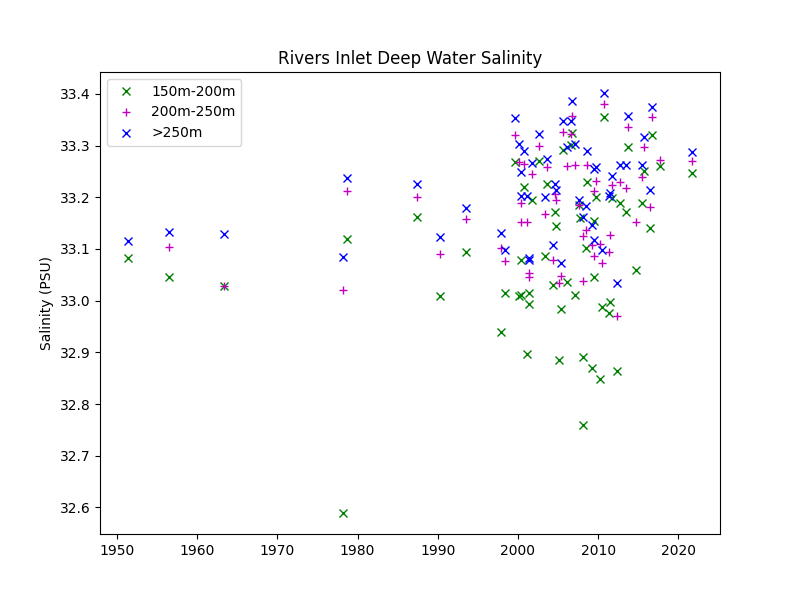 Rivers Inlet Deep Water Salinity
150m-200m
200m-250m
>250m
Salinity (PSU)
33.4
33.3
33.2
33.1
33.0
32.9
32.8
32.7
32.6
1950 1960 1970 1980 1990 2000 2010 2020